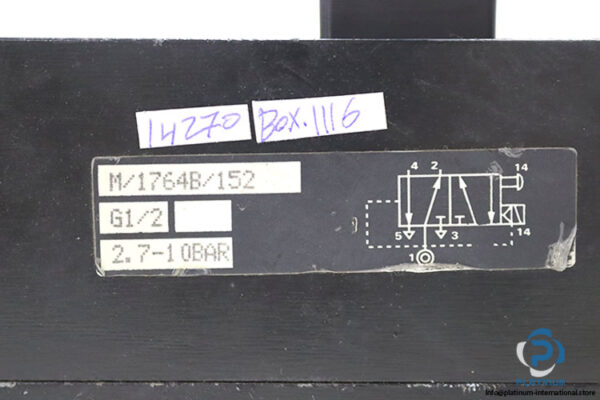 14270 Box.1116
M/1764B/152
G1/2
2.7-10BAR
4 2 14
5 3 14
1
PLATINUM
info@platinum-international.store